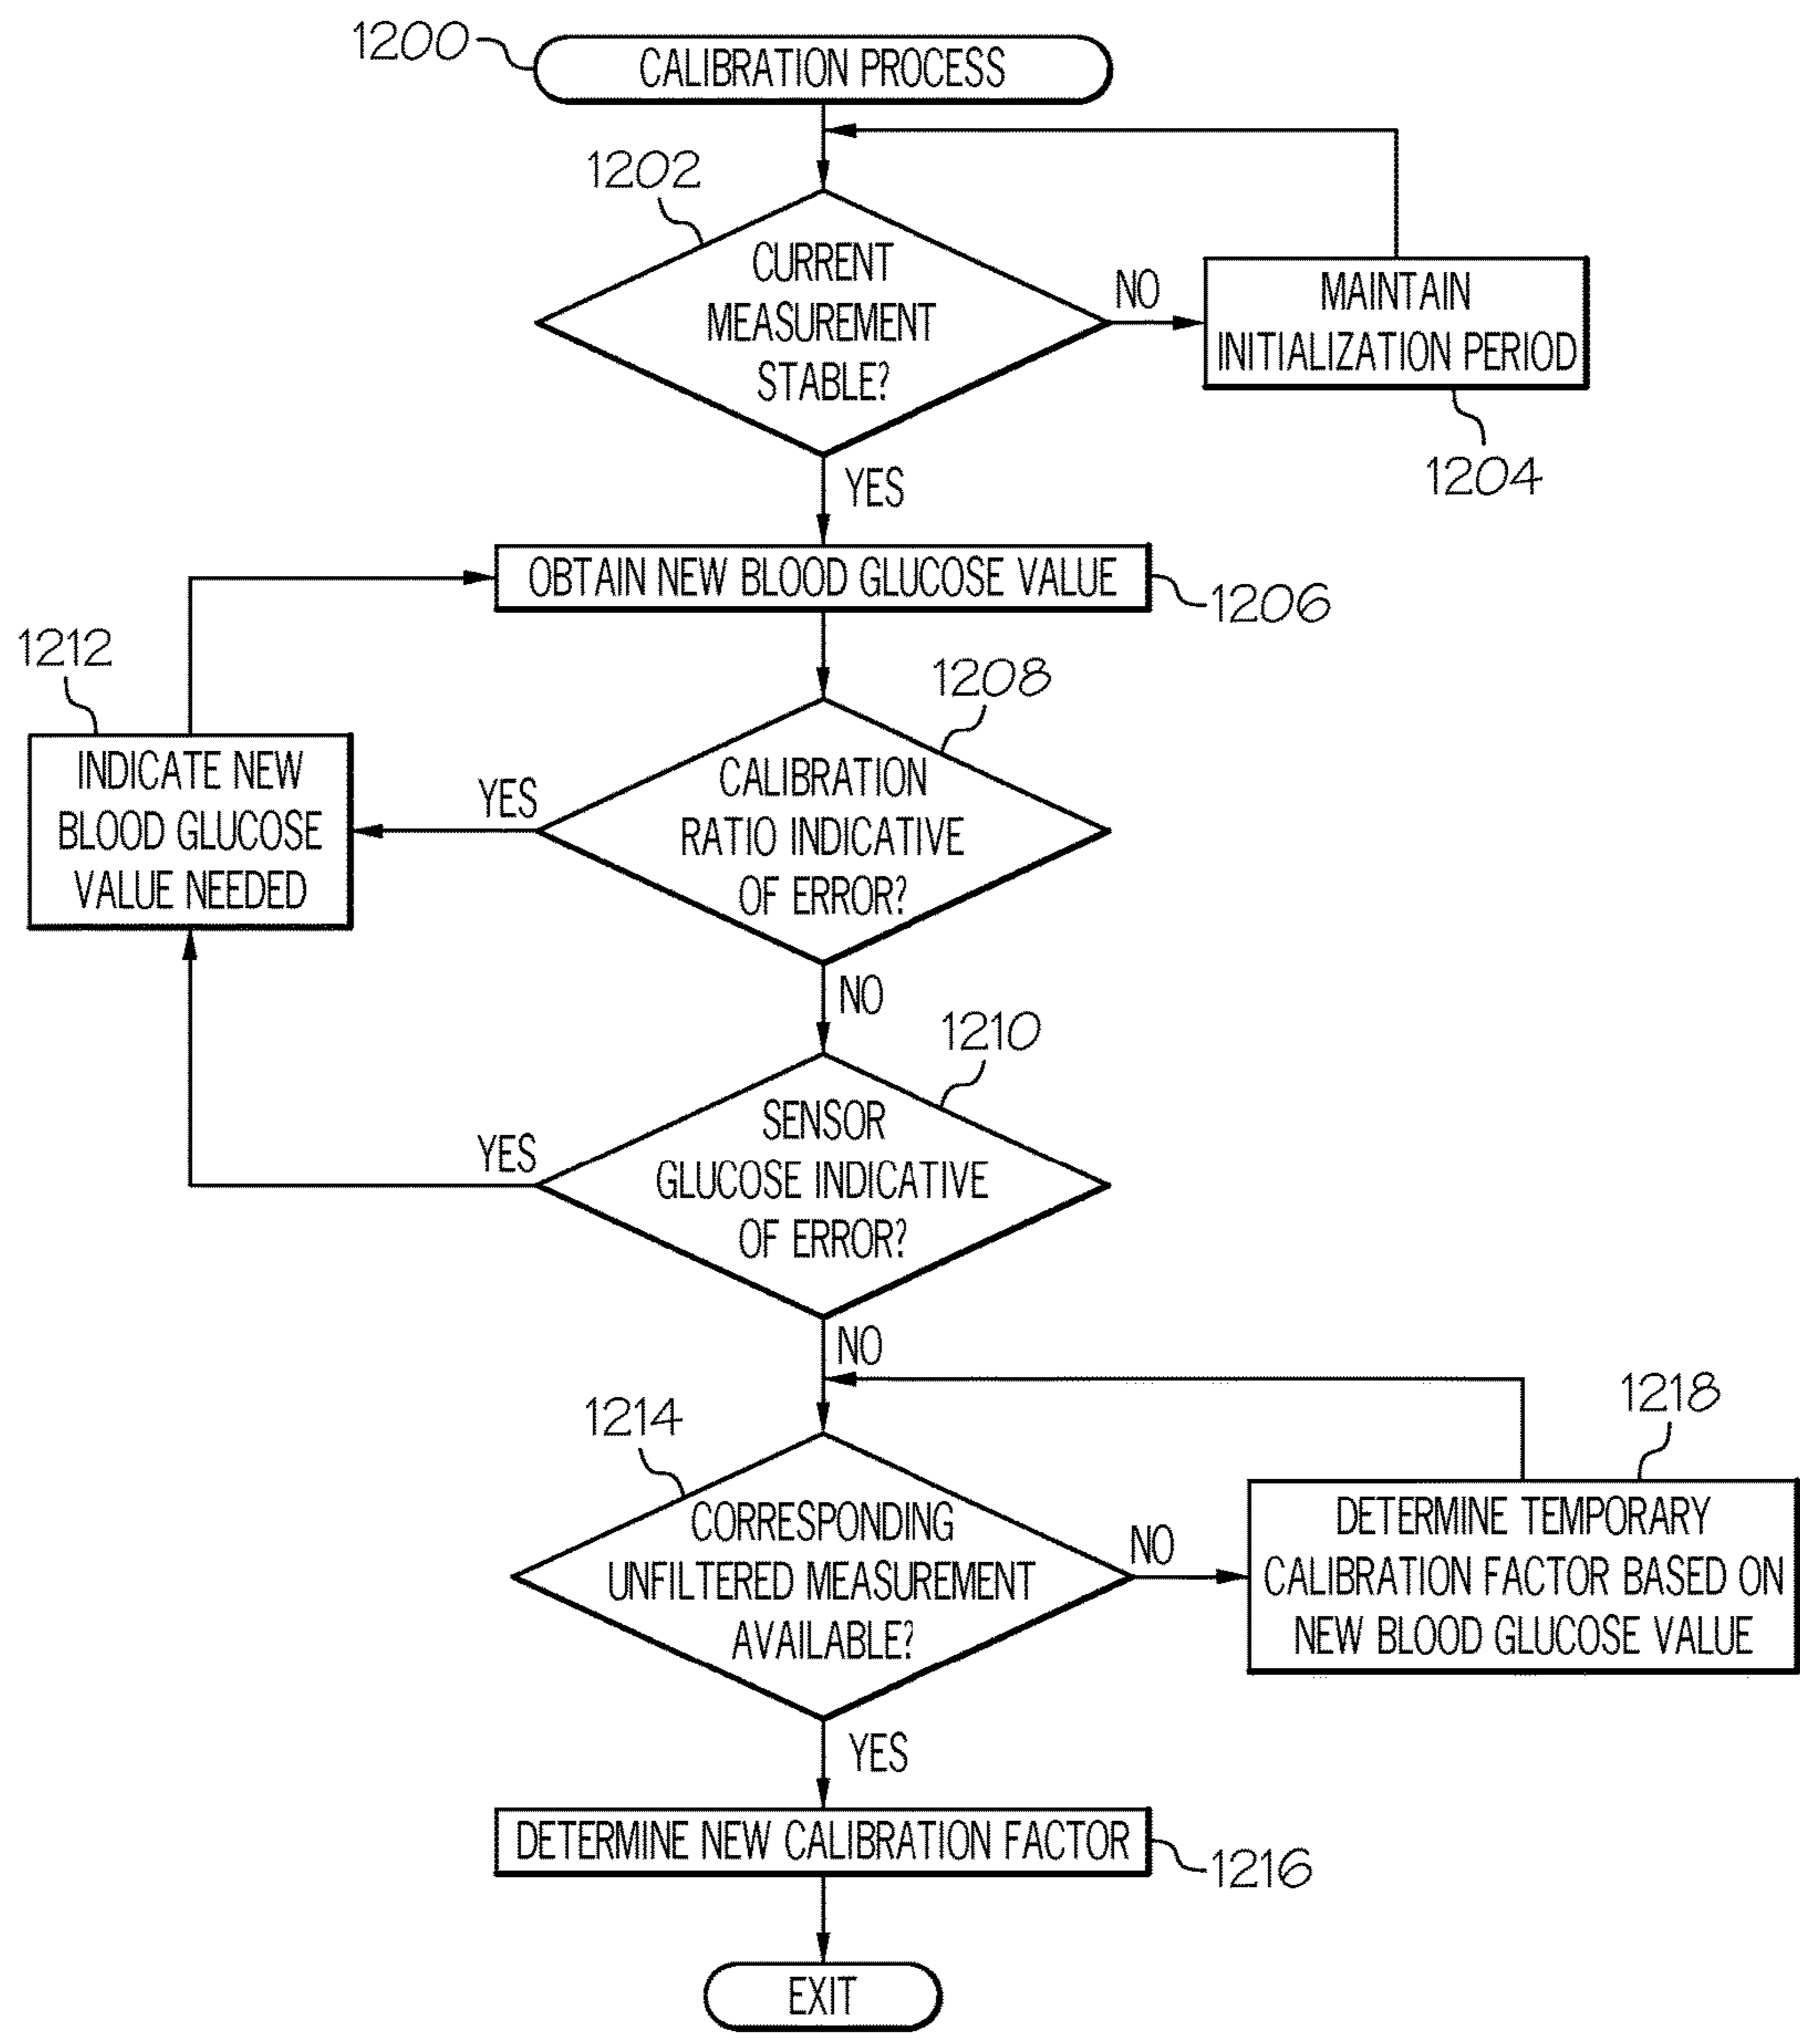 1200
CALIBRATION PROCESS
1202
CURRENT
MEASUREMENT
STABLE?
NO
MAINTAIN
INITIALIZATION PERIOD
1204
YES
OBTAIN NEW BLOOD GLUCOSE VALUE
1206
1212
INDICATE NEW
BLOOD GLUCOSE
VALUE NEEDED
1208
YES
CALIBRATION
RATIO INDICATIVE
OF ERROR?
NO
1210
YES
SENSOR
GLUCOSE INDICATIVE
OF ERROR?
NO
1214
CORRESPONDING
UNFILTERED MEASUREMENT
AVAILABLE?
NO
1218
DETERMINE TEMPORARY
CALIBRATION FACTOR BASED ON
NEW BLOOD GLUCOSE VALUE
YES
DETERMINE NEW CALIBRATION FACTOR
1216
EXIT